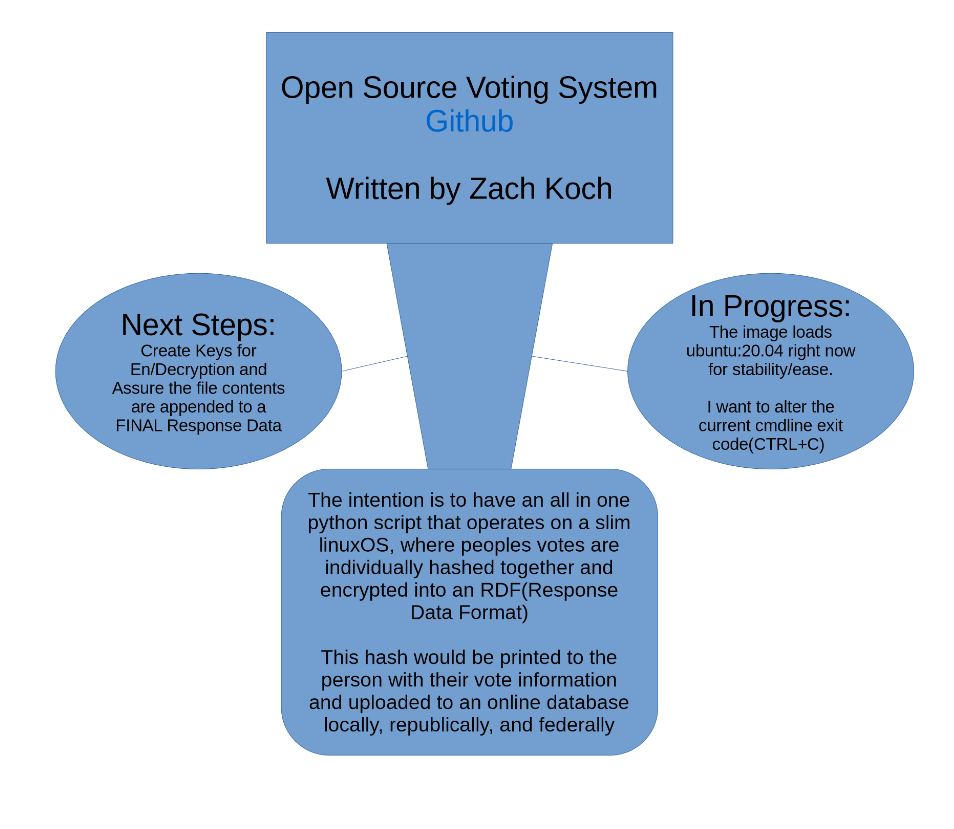 Open Source Voting System
Github
Written by Zach Koch
Next Steps:
Create Keys for
En/Decryption and
Assure the file contents
are appended to a
FINAL Response Data
In Progress:
The image loads
ubuntu:20.04 right now
for stability/ease.
I want to alter the
current cmdline exit
code(CTRL+C)
The intention is to have an all in one
python script that operates on a slim
linuxOS, where peoples votes are
individually hashed together and
encrypted into an RDF(Response
Data Format)
This hash would be printed to the
person with their vote information
and uploaded to an online database
locally, republically, and federally